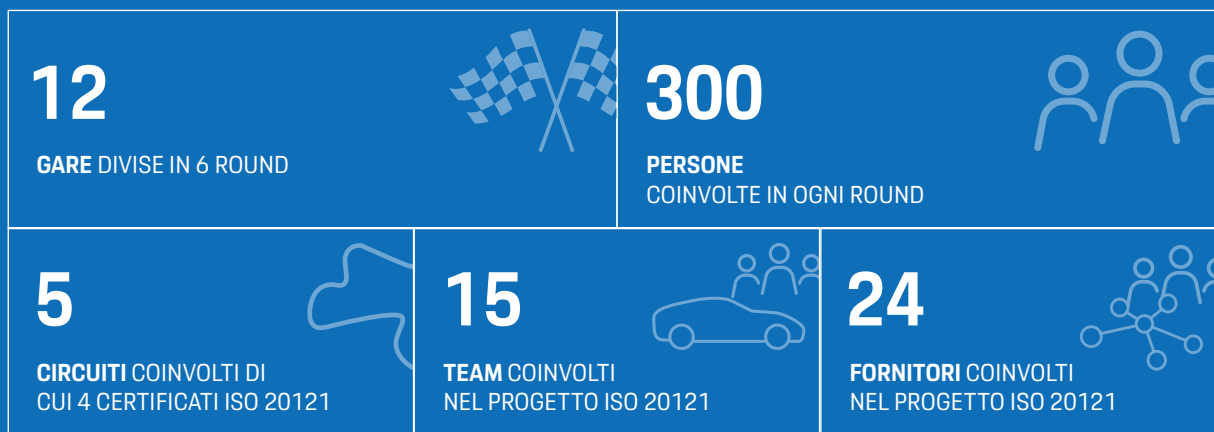 12
GARE DIVISE IN 6 ROUND
300
PERSONE
COINVOLTE IN OGNI ROUND
5
CIRCUITI COINVOLTI DI
CUI 4 CERTIFICATI ISO 20121
15
TEAM COINVOLTI
NEL PROGETTO ISO 20121
24
FORNITORI COINVOLTI
NEL PROGETTO ISO 20121